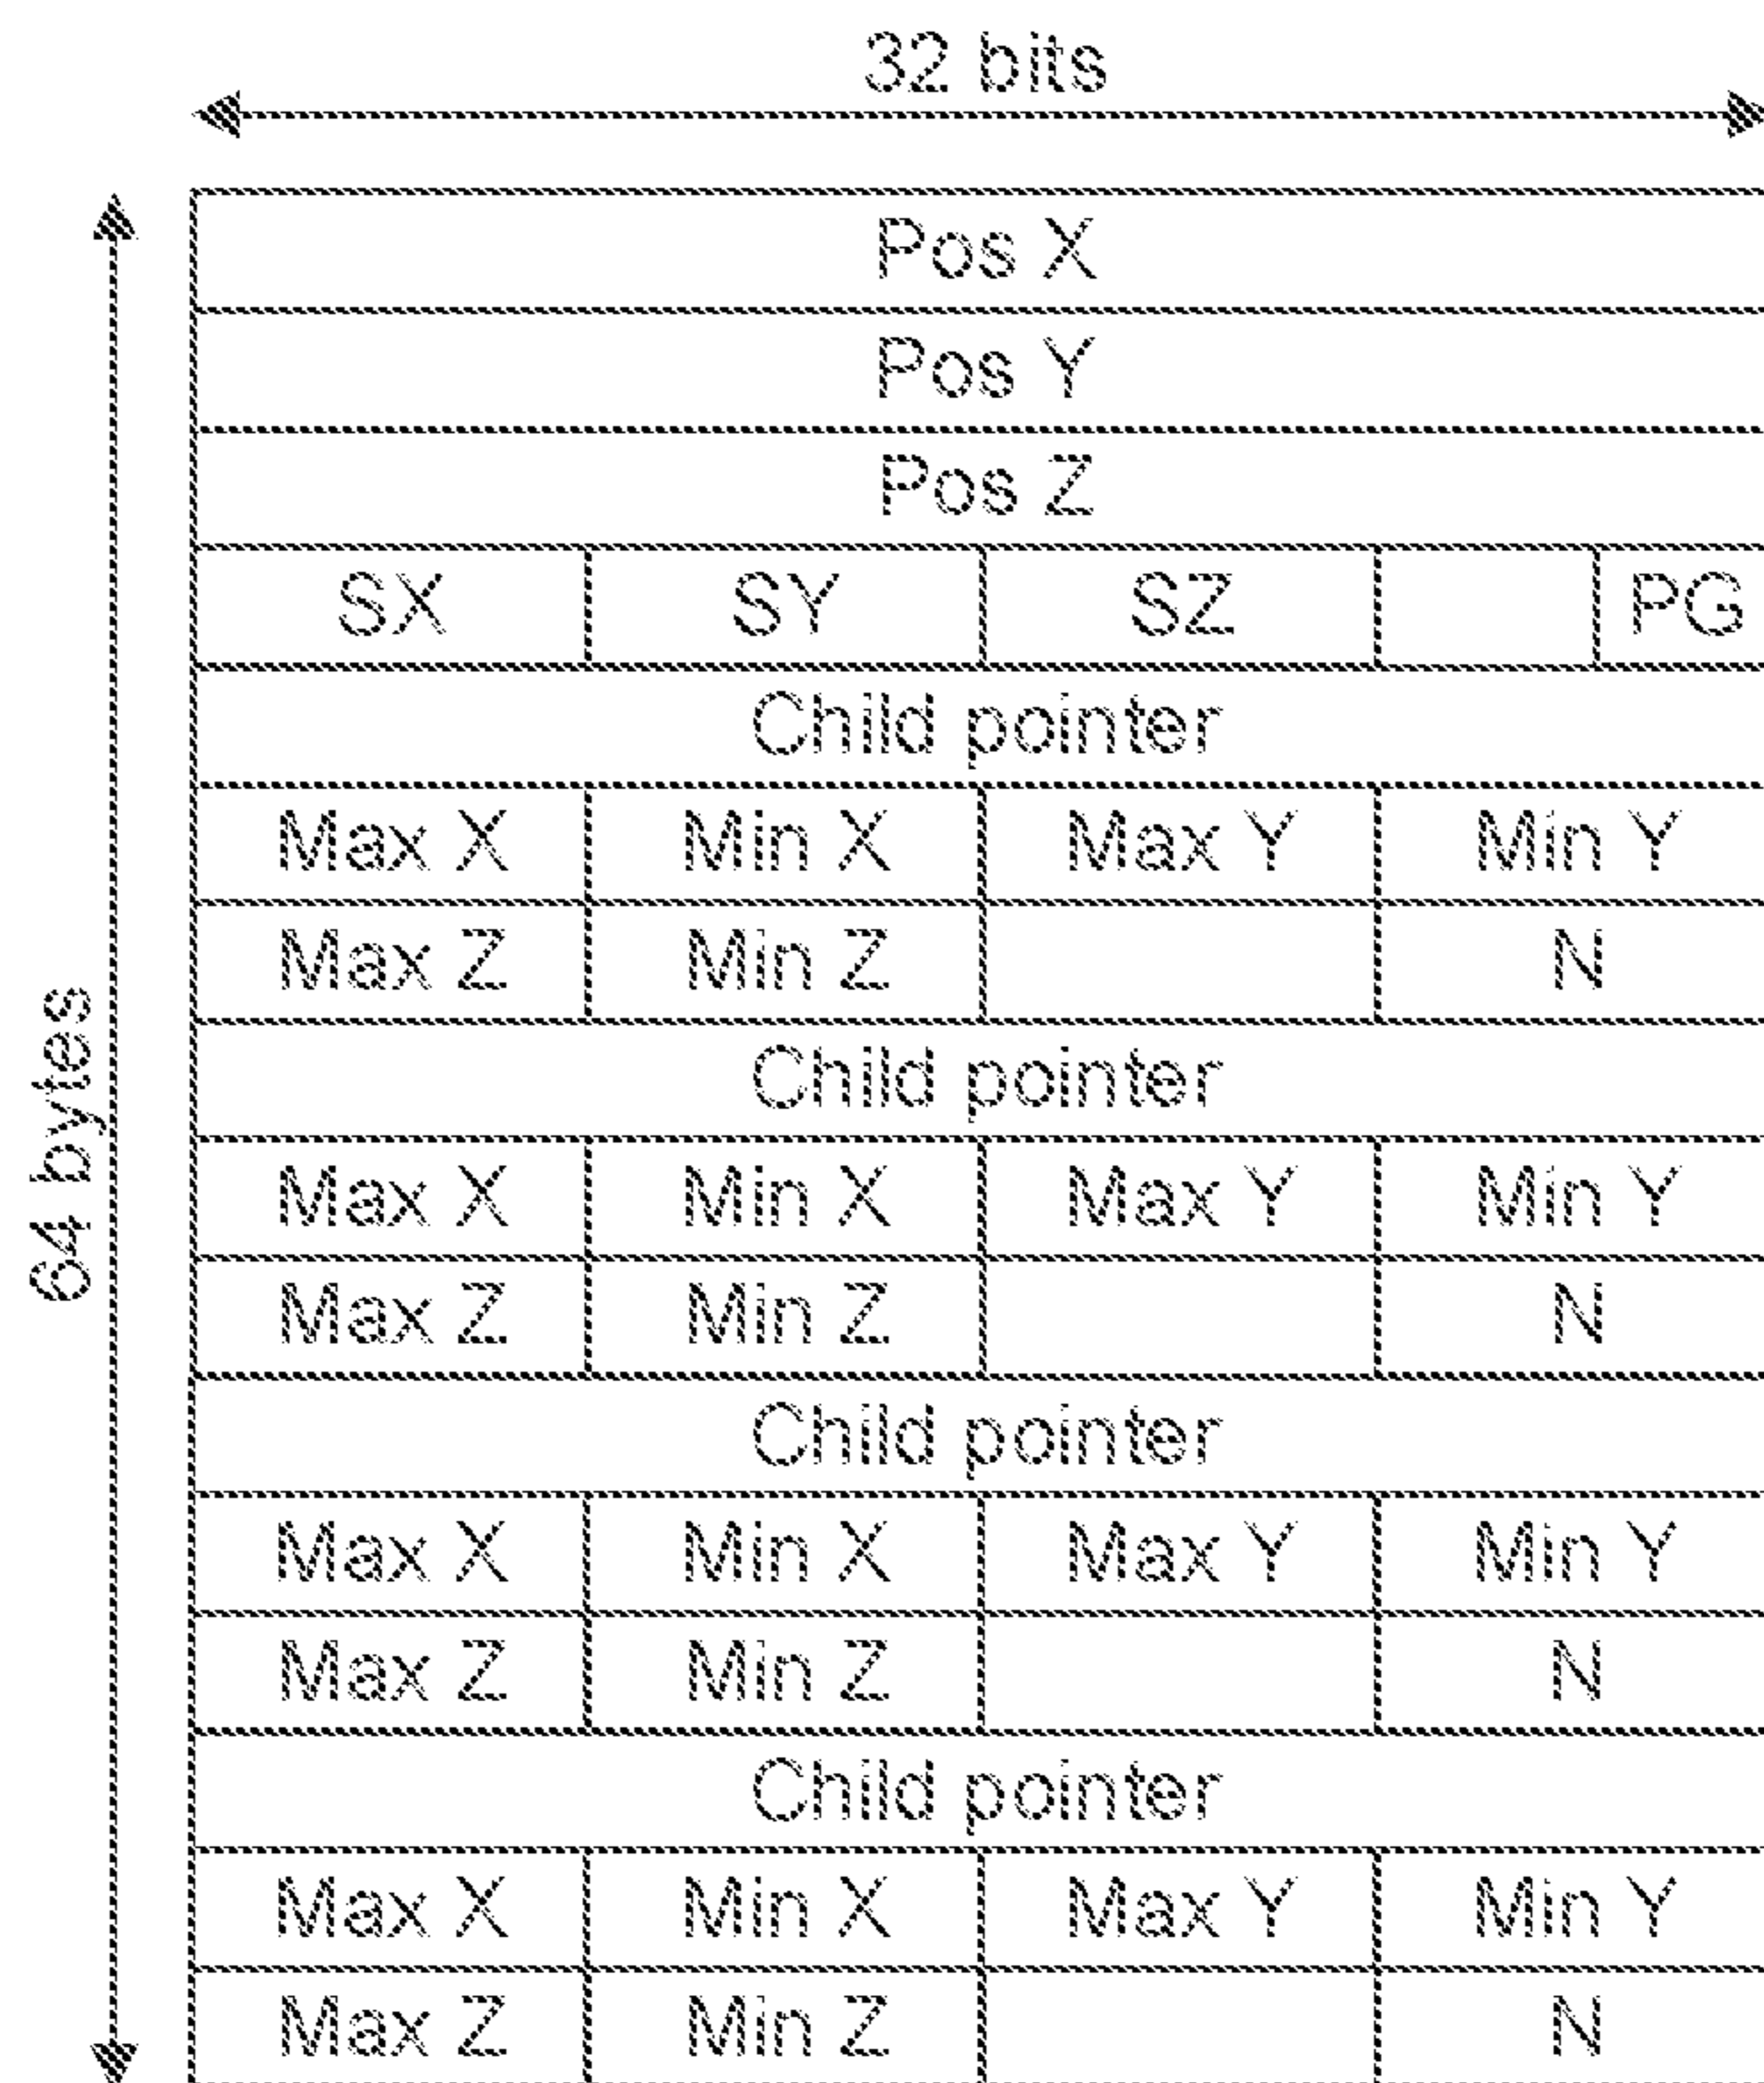 32 bits
64 bytes
Pos X
Pos Y
Pos Z
SX SY SZ PG
Child pointer
Max X Min X Max Y Min Y
Max Z Min Z N
Child pointer
Max X Min X Max Y Min Y
Max Z Min Z N
Child pointer
Max X Min X Max Y Min Y
Max Z Min Z N
Child pointer
Max X Min X Max Y Min Y
Max Z Min Z N